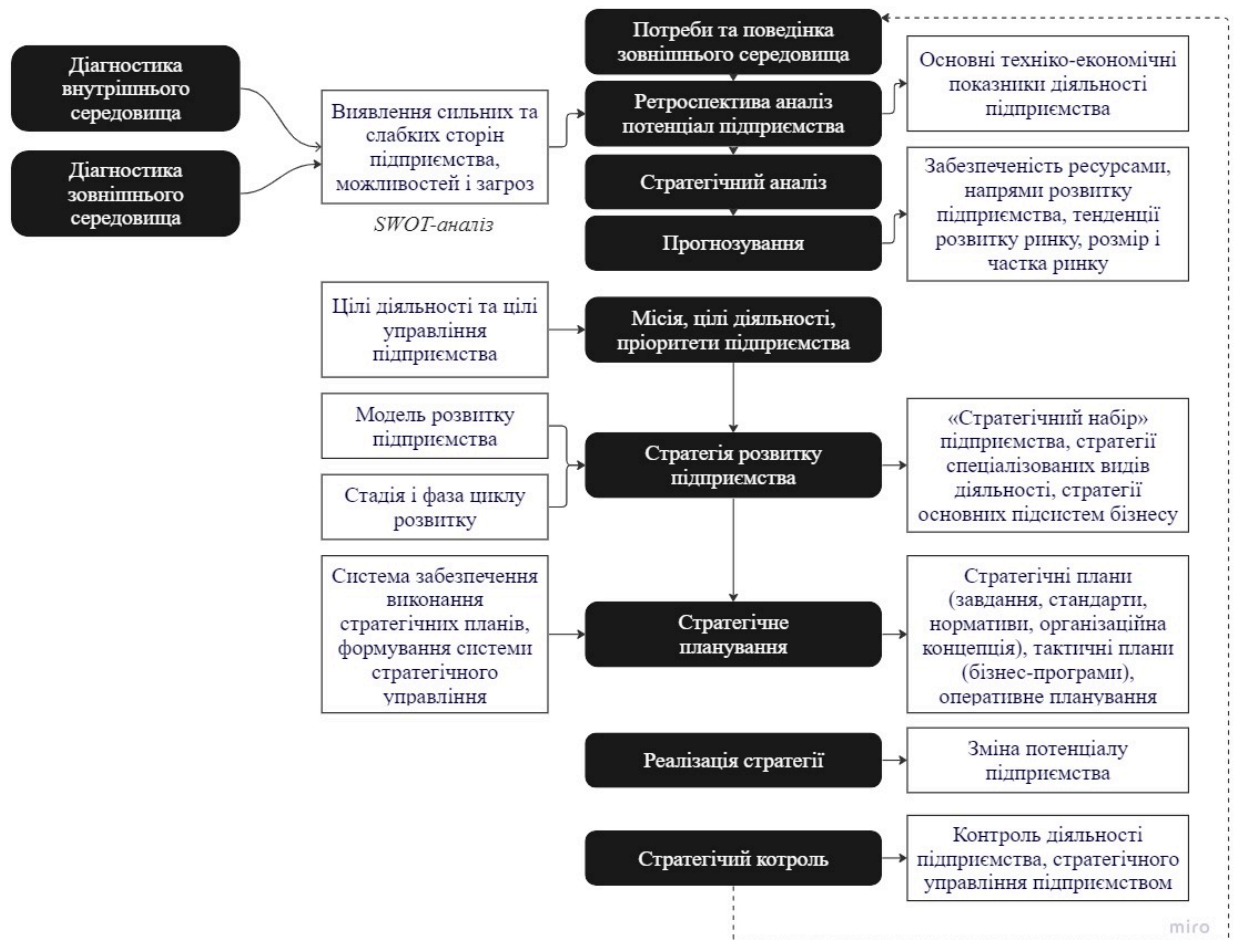 Діагностика
внутрішнього
середовища
Діагностика
зовнішнього
середовища
Виявлення сильних та
слабких сторін
підприємства,
можливостей і загроз
SWOT-аналіз
Потреби та поведінка
зовнішнього середовища
Ретроспектива аналіз
потенціал підприємства
Стратегічний аналіз
Прогнозування
Основні техніко-економічні
показники діяльності
підприємства
Забезпеченість ресурсами,
напрями розвитку
підприємства, тенденції
розвитку ринку, розмір і
частка ринку
Цілі діяльності та цілі
управління
підприємства
Місія, цілі діяльності,
пріоритети підприємства
Модель розвитку
підприємства
Стадія і фаза циклу
розвитку
Стратегія розвитку
підприємства
«Стратегічний набір»
підприємства, стратегії
спеціалізованих видів
діяльності, стратегії
основних підсистем бізнесу
Система забезпечення
виконання
стратегічних планів,
формування системи
стратегічного
управління
Стратегічне
планування
Стратегічні плани
(завдання, стандарти,
нормативи, організаційна
концепція), тактичні плани
(бізнес-програми),
оперативне планування
Реалізація стратегії
Зміна потенціалу
підприємства
Стратегічий котроль
Контроль діяльності
підприємства, стратегічного
управління підприємством
miro